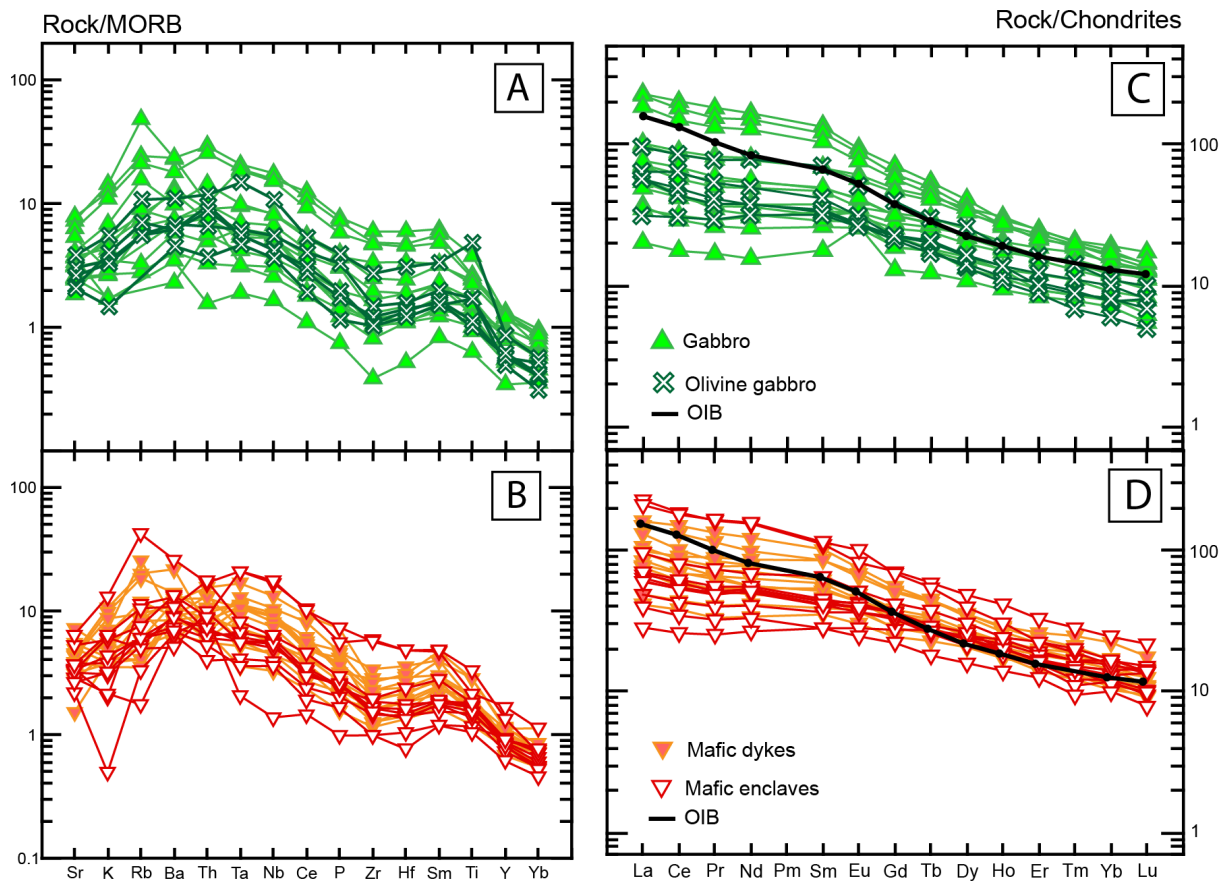 Rock/MORB
Rock/Chondrites
A
C
100
10
1
100
10
1
Gabbro
Olivine gabbro
OIB
B
D
100
10
1
0.1
100
10
1
Mafic dykes
Mafic enclaves
OIB
Sr K Rb Ba Th Ta Nb Ce P Zr Hf Sm Ti Y Yb
La Ce Pr Nd Pm Sm Eu Gd Tb Dy Ho Er Tm Yb Lu